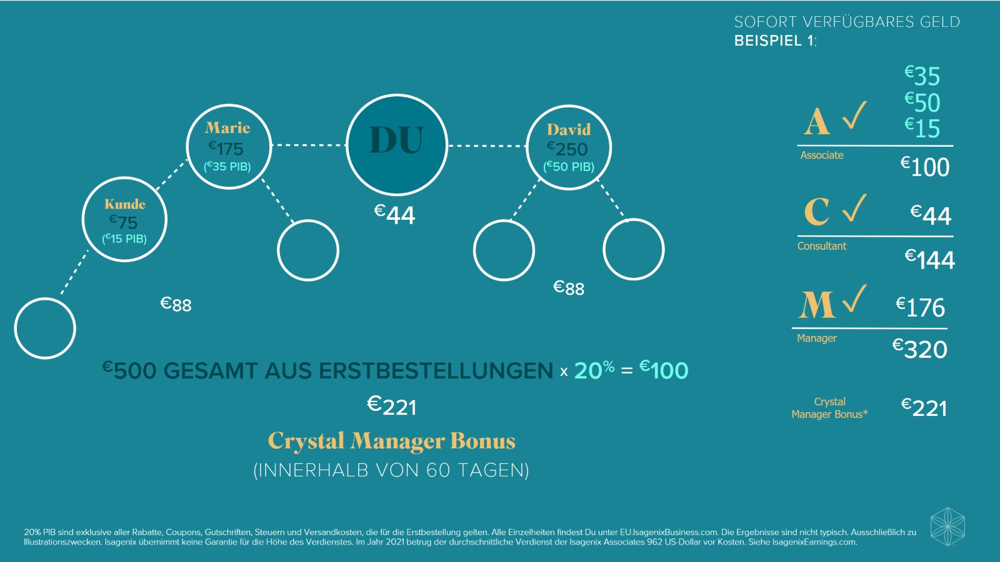 SOFORT VERFÜGBARES GELD
BEISPIEL 1:
Marie
€175
(€35 PIB)
DU
€44
David
€250
(€50 PIB)
Kunde
€75
(€15 PIB)
€88
€88
€35
€50
€15
A ✓
Associate
€100
C ✓ €44
Consultant
€144
M ✓ €176
Manager
€320
Crystal
Manager Bonus*
€221
€500 GESAMT AUS ERSTBESTELLUNGEN x 20% = €100
€221
Crystal Manager Bonus
(INNERHALB VON 60 TAGEN)
20% PIB sind exklusive aller Rabatte, Coupons, Gutschriften, Steuern und Versandkosten, die für die Erstbestellung gelten. Alle Einzelheiten findest Du unter EU.IsagenixBusiness.com. Die Ergebnisse sind nicht typisch. Ausschließlich zu
Illustrationszwecken. Isagenix übernimmt keine Garantie für die Höhe des Verdienstes. Im Jahr 2021 betrug der durchschnittliche Verdienst der Isagenix Associates 962 US-Dollar vor Kosten. Siehe IsagenixEarnings.com.